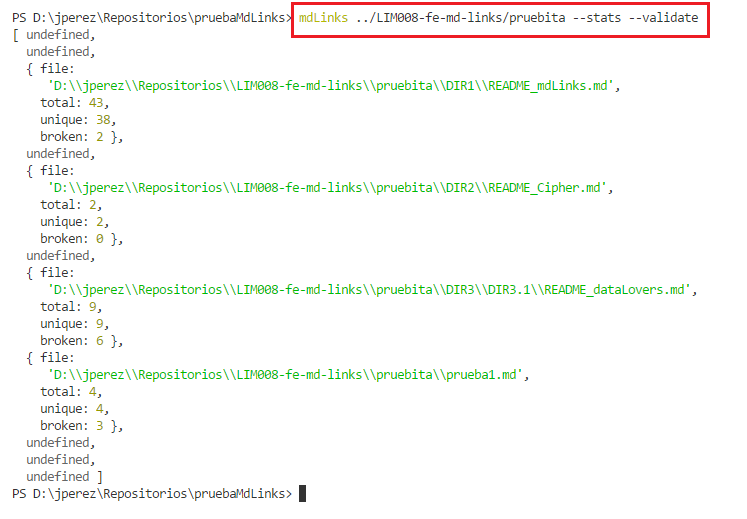 PS D:\jperez\Repositorios\pruebaMdLinks> mdLinks ../LIM008-fe-md-links/pruebita --stats --validate
[ undefined,
undefined,
{ file:
'D:\\jperez\\Repositorios\\LIM008-fe-md-links\\pruebita\\DIR1\\README_mdLinks.md',
total: 43,
unique: 38,
broken: 2 },
undefined,
{ file:
'D:\\jperez\\Repositorios\\LIM008-fe-md-links\\pruebita\\DIR2\\README_Cipher.md',
total: 2,
unique: 2,
broken: 0 },
undefined,
{ file:
'D:\\jperez\\Repositorios\\LIM008-fe-md-links\\pruebita\\DIR3\\DIR3.1\\README_dataLovers.md',
total: 9,
unique: 9,
broken: 6 },
{ file:
'D:\\jperez\\Repositorios\\LIM008-fe-md-links\\pruebita\\prueba1.md',
total: 4,
unique: 4,
broken: 3 },
undefined,
undefined,
undefined ]
PS D:\jperez\Repositorios\pruebaMdLinks>